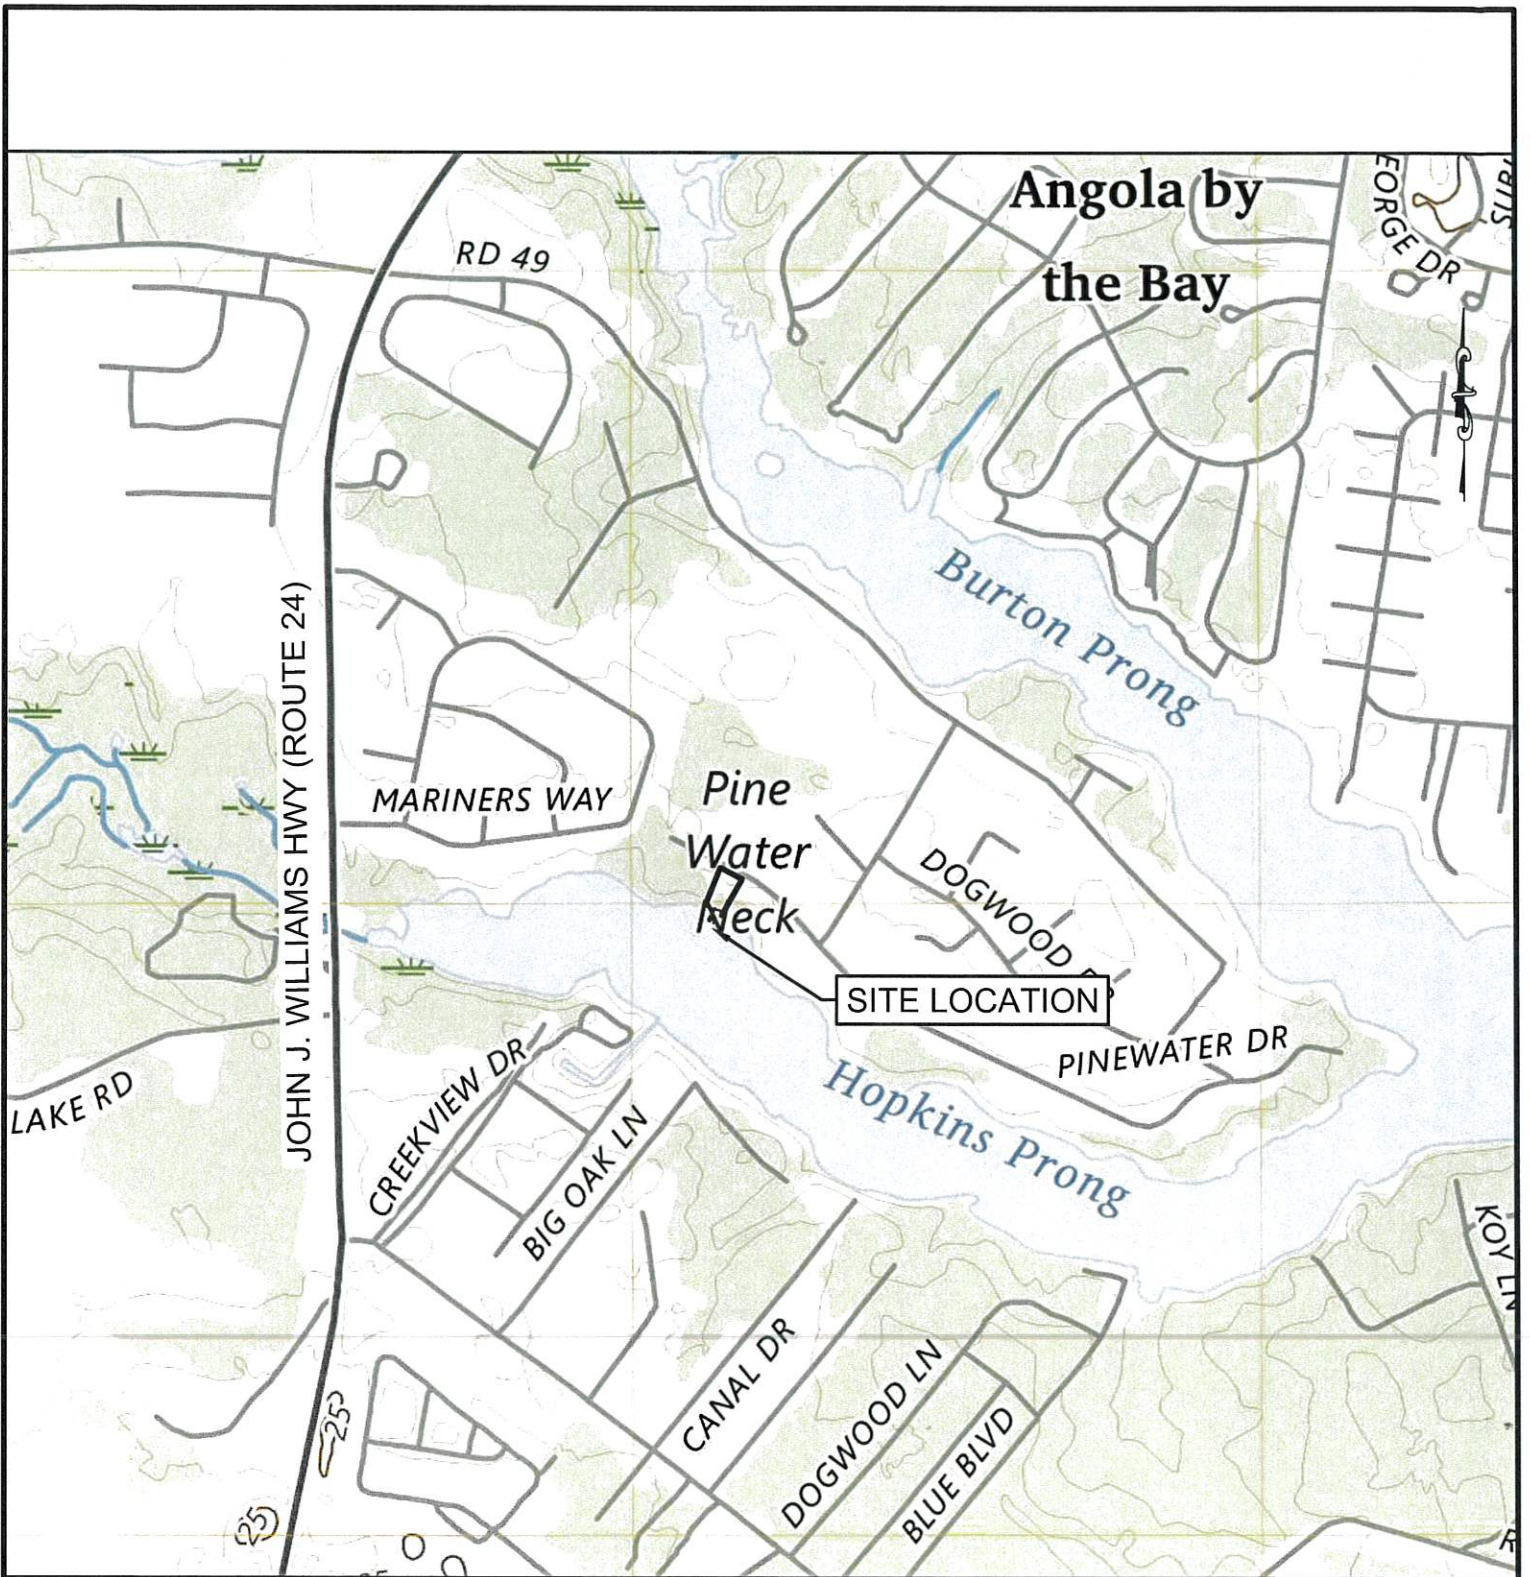 Angola by
the Bay
EORGE DR
RD 49
Burton Prong
JOHN J. WILLIAMS HWY (ROUTE 24)
MARINERS WAY
Pine
Water
Neck
DOGWOOD
SITE LOCATION
PINEWATER DR
Hopkins Prong
LAKE RD
CREEKVIEW DR
BIG OAK LN
KOY LN
CANAL DR
DOGWOOD LN
BLUE BLVD
25
25